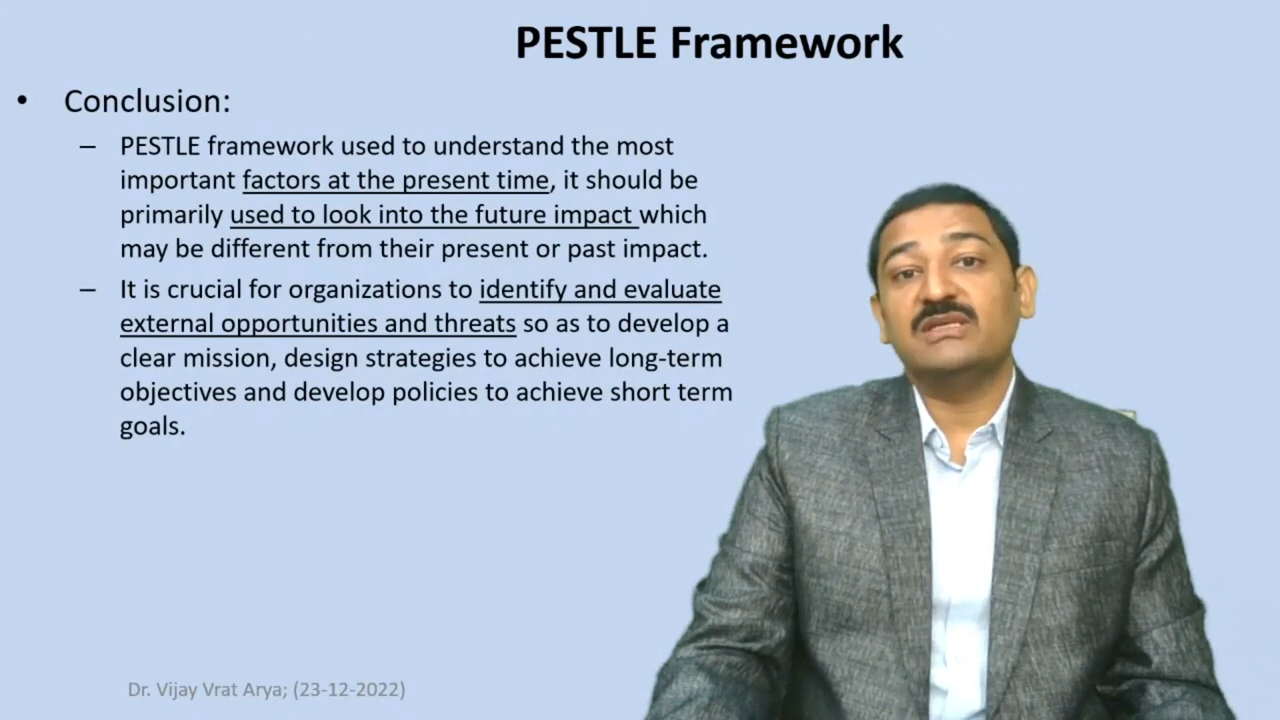 PESTLE Framework
• Conclusion:
– PESTLE framework used to understand the most
important factors at the present time, it should be
primarily used to look into the future impact which
may be different from their present or past impact.
– It is crucial for organizations to identify and evaluate
external opportunities and threats so as to develop a
clear mission, design strategies to achieve long-term
objectives and develop policies to achieve short term
goals.
Dr. Vijay Vrat Arya; (23-12-2022)